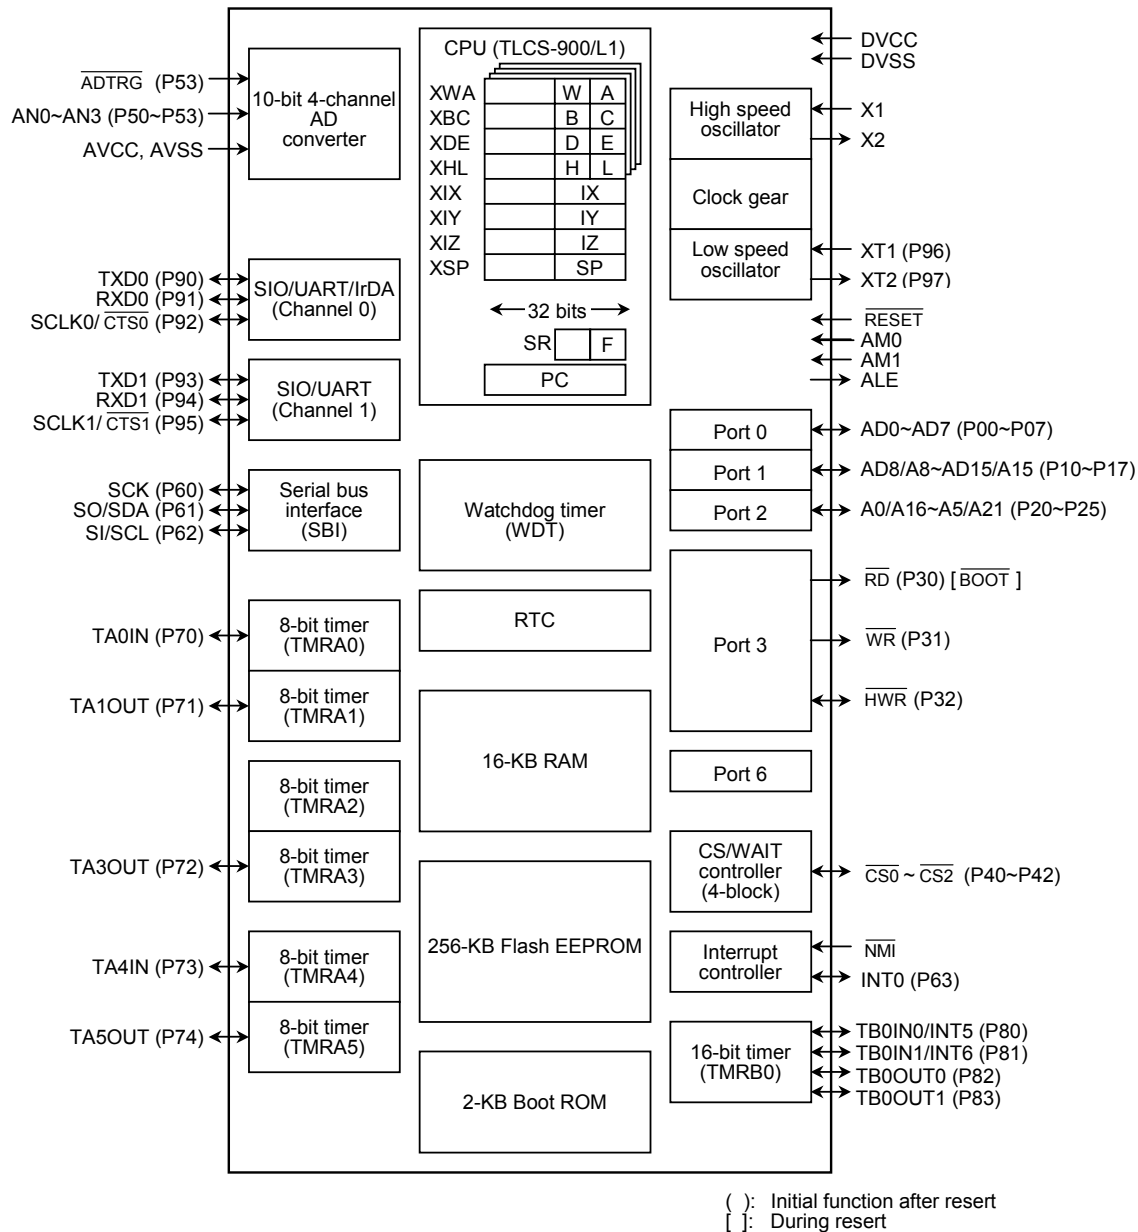 CPU (TLCS-900/L1)
XWA
W
A
XBC
B
C
XDE
D
E
XHL
H
L
XIX
IX
XIY
IY
XIZ
IZ
XSP
SP
32 bits
SR
F
PC
ADTRG (P53)
AN0~AN3 (P50~P53)
AVCC, AVSS
10-bit 4-channel
AD
converter
TXD0 (P90)
RXD0 (P91)
SCLK0/ CTS0 (P92)
SIO/UART/IrDA
(Channel 0)
TXD1 (P93)
RXD1 (P94)
SCLK1/ CTS1 (P95)
SIO/UART
(Channel 1)
SCK (P60)
SO/SDA (P61)
SI/SCL (P62)
Serial bus
interface
(SBI)
TA0IN (P70)
8-bit timer
(TMRA0)
TA1OUT (P71)
8-bit timer
(TMRA1)
8-bit timer
(TMRA2)
TA3OUT (P72)
8-bit timer
(TMRA3)
TA4IN (P73)
8-bit timer
(TMRA4)
TA5OUT (P74)
8-bit timer
(TMRA5)
Watchdog timer
(WDT)
RTC
16-KB RAM
256-KB Flash EEPROM
2-KB Boot ROM
DVCC
DVSS
High speed
oscillator
X1
X2
Clock gear
Low speed
oscillator
XT1 (P96)
XT2 (P97)
RESET
AM0
AM1
ALE
Port 0
AD0~AD7 (P00~P07)
Port 1
AD8/A8~AD15/A15 (P10~P17)
Port 2
A0/A16~A5/A21 (P20~P25)
Port 3
RD (P30) [ BOOT ]
WR (P31)
HWR (P32)
Port 6
CS/WAIT
controller
(4-block)
CS0 ~ CS2 (P40~P42)
Interrupt
controller
NMI
INT0 (P63)
16-bit timer
(TMRB0)
TB0IN0/INT5 (P80)
TB0IN1/INT6 (P81)
TB0OUT0 (P82)
TB0OUT1 (P83)
( ): Initial function after resert
[ ]: During resert